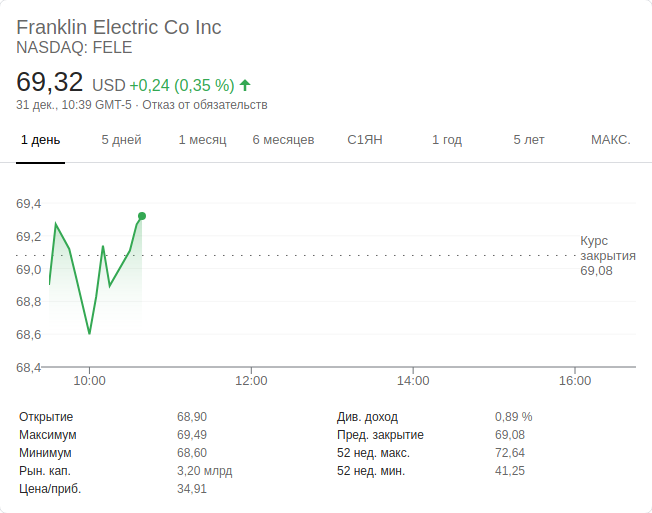 Franklin Electric Co Inc
NASDAQ: FELE
69,32 USD +0,24 (0,35 %)
31 дек., 10:39 GMT-5 · Отказ от обязательств
1 день 5 дней 1 месяц 6 месяцев С1ЯН 1 год 5 лет МАКС.
69,4
69,2
69,0
68,8
68,6
68,4
Курс
закрытия
69,08
10:00 12:00 14:00 16:00
Открытие 68,90 Див. доход 0,89 %
Максимум 69,49 Пред. закрытие 69,08
Минимум 68,60 52 нед. макс. 72,64
Рын. кап. 3,20 млрд 52 нед. мин. 41,25
Цена/приб. 34,91